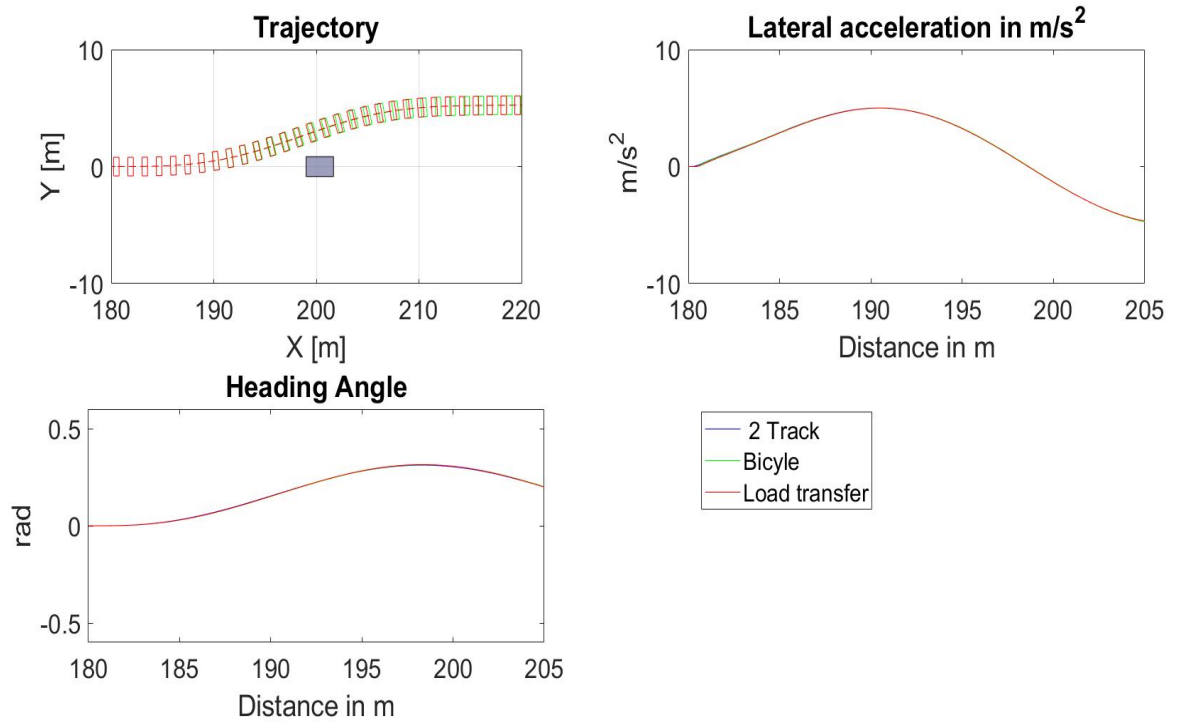 Trajectory
10
0
-10
Y [m]
180 190 200 210 220
X [m]
Lateral acceleration in m/s²
10
0
-10
m/s²
180 185 190 195 200 205
Distance in m
Heading Angle
0.5
0
-0.5
rad
180 185 190 195 200 205
Distance in m
2 Track
Bicyle
Load transfer